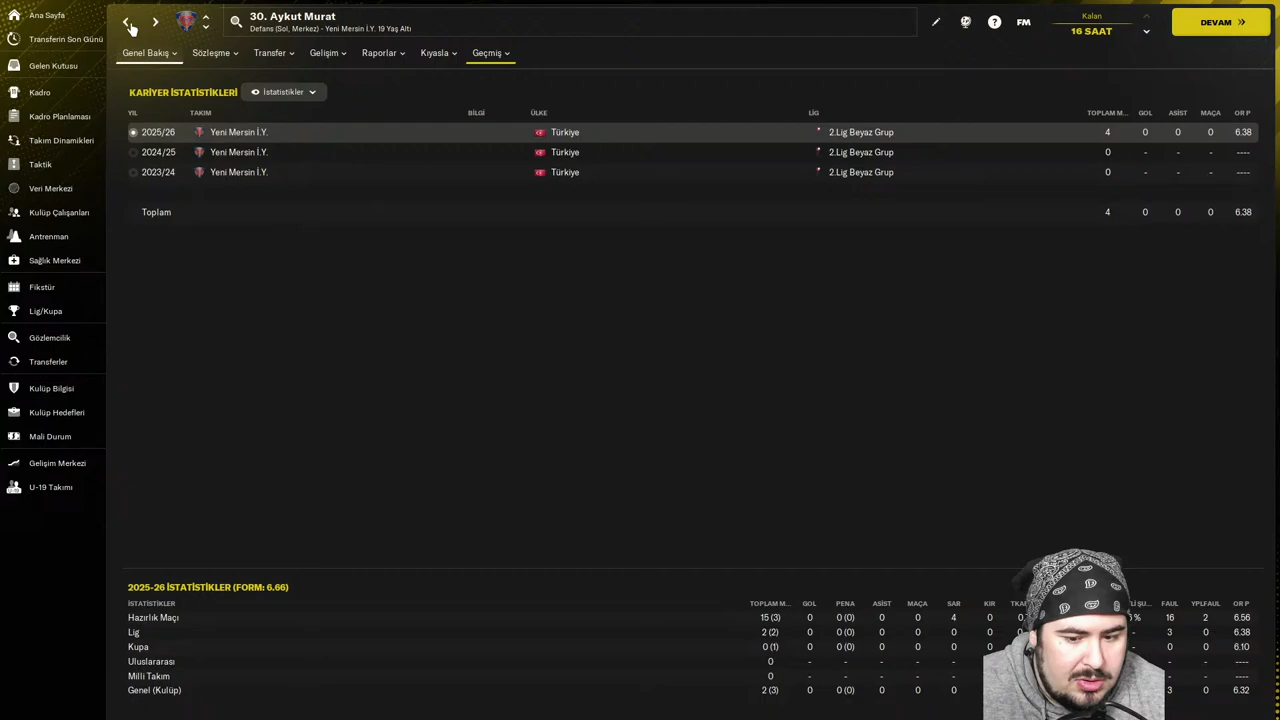 Ana Sayfa
Transferin Son Günü
Gelen Kutusu
Kadro
Kadro Planlaması
Takım Dinamikleri
Taktik
Veri Merkezi
Kulüp Çalışanları
Antrenman
Sağlık Merkezi
Fikstür
Lig/Kupa
Gözlemcilik
Transferler
Kulüp Bilgisi
Kulüp Hedefleri
Mali Durum
Gelişim Merkezi
U-19 Takımı
30. Aykut Murat
Defans (Sol, Merkez) - Yeni Mersin İ.Y. 19 Yaş Altı
FM
Kalan
16 SAAT
DEVAM
Genel Bakış Sözleşme Transfer Gelişim Raporlar Kıyasla Geçmiş
KARİYER İSTATİSTİKLERİ İstatistikler
YIL TAKIM BİLGİ ÜLKE LİG TOPLAM M... GOL ASİST MAÇA OR P
2025/26 Yeni Mersin İ.Y. Türkiye 2.Lig Beyaz Grup 4 0 0 0 6.38
2024/25 Yeni Mersin İ.Y. Türkiye 2.Lig Beyaz Grup 0 - - - ----
2023/24 Yeni Mersin İ.Y. Türkiye 2.Lig Beyaz Grup 0 - - - ----
Toplam 4 0 0 0 6.38
2025-26 İSTATİSTİKLER (FORM: 6.66)
İSTATİSTİKLER TOPLAM M... GOL PENA ASİST MAÇA SAR KIR FAUL YPLFAUL OR P
Hazırlık Maçı 15 (3) 0 0 (0) 0 0 4 0 % 16 2 6.56
Lig 2 (2) 0 0 (0) 0 0 0 0 - 3 0 6.38
Kupa 0 (1) 0 0 (0) 0 0 0 0 - 0 0 6.10
Uluslararası 0 - - - - - - - - - ----
Milli Takım 0 - - - - - - - - ----
Genel (Kulüp) 2 (3) 0 0 (0) 0 0 0 3 0 6.32